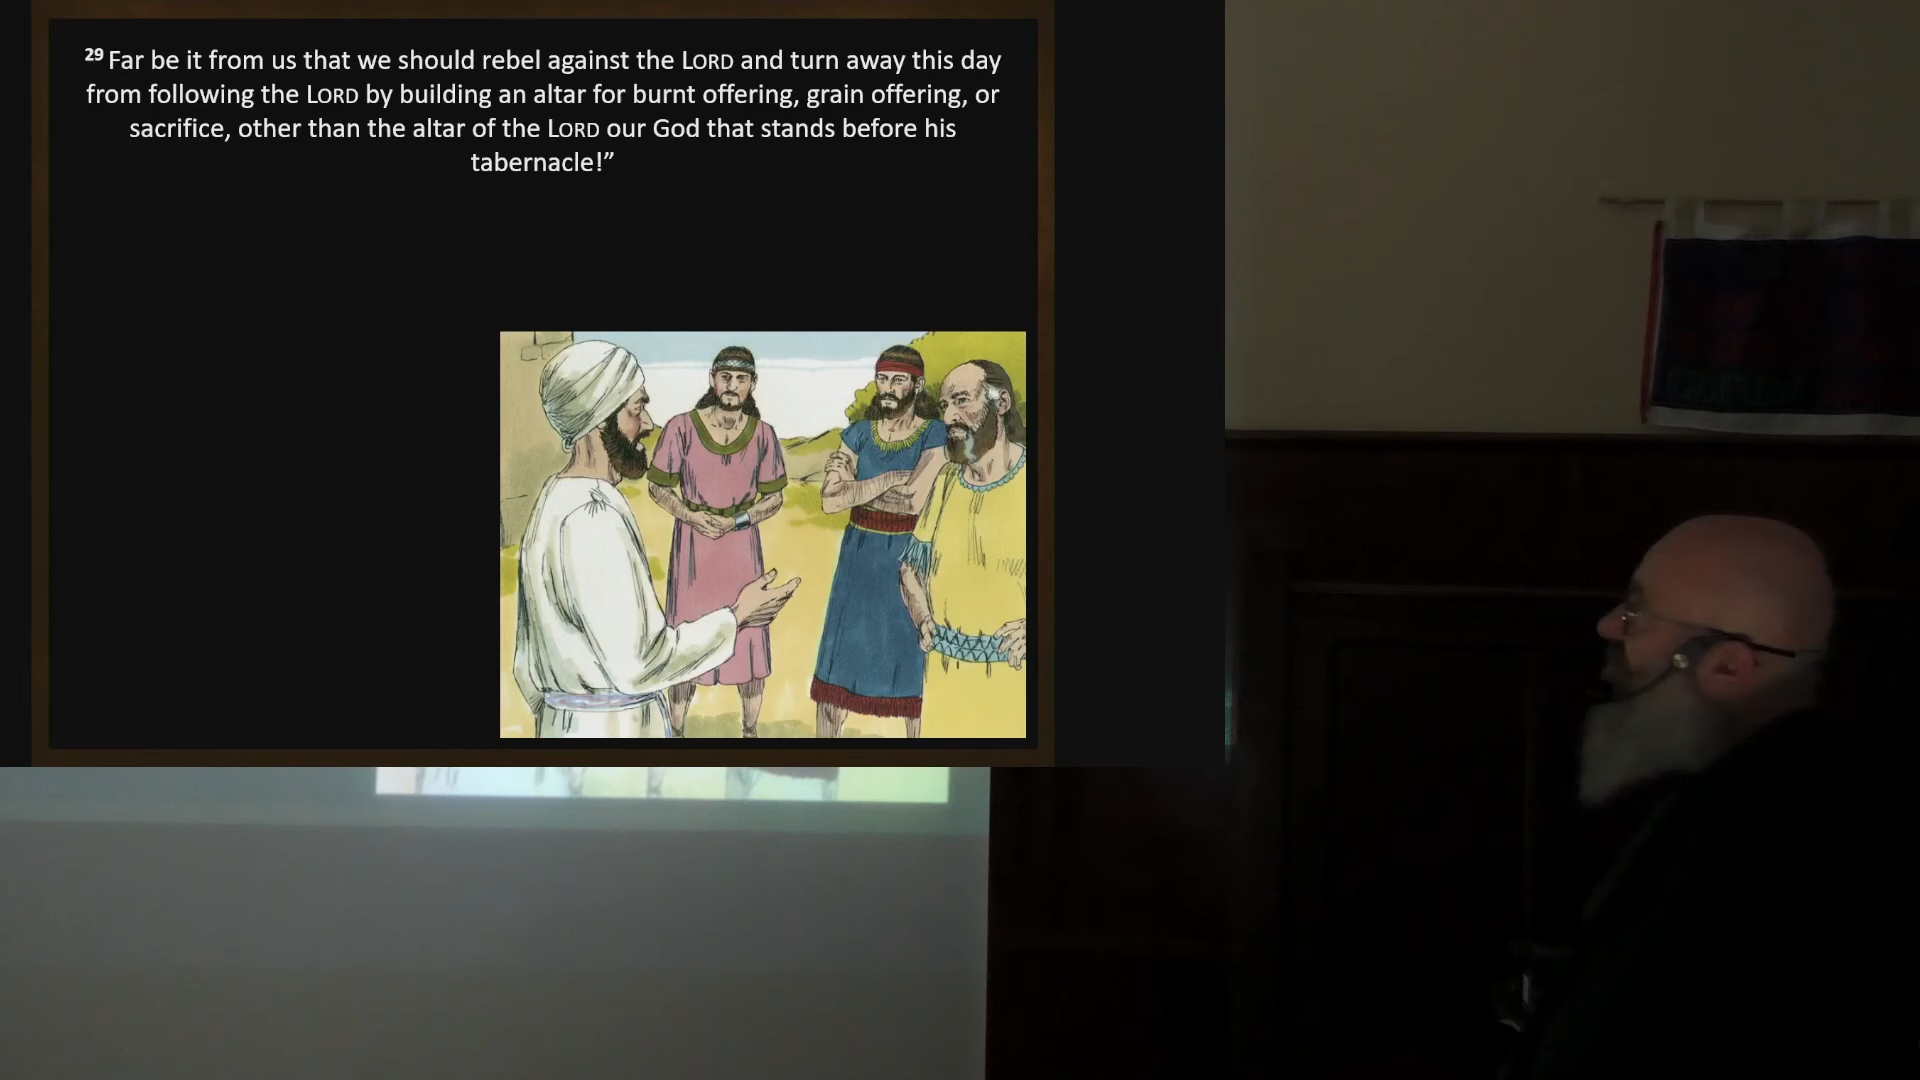 29 Far be it from us that we should rebel against the LORD and turn away this day
from following the LORD by building an altar for burnt offering, grain offering, or
sacrifice, other than the altar of the LORD our God that stands before his
tabernacle!”